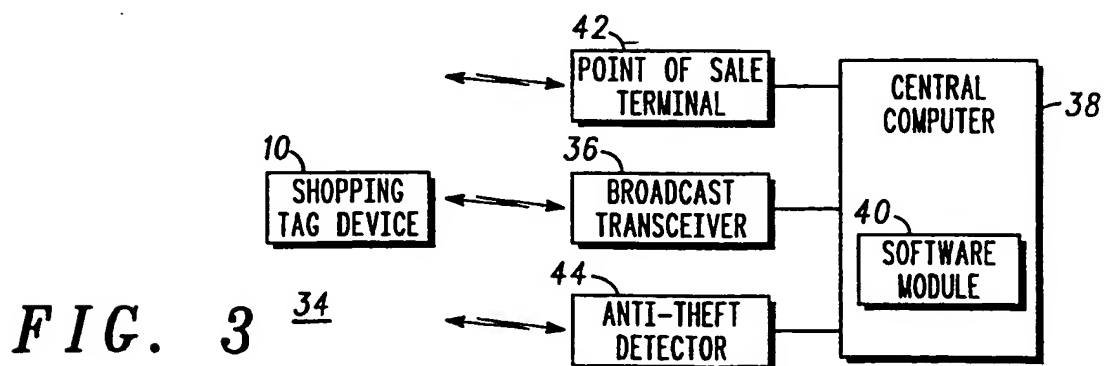 42
POINT OF SALE
TERMINAL
CENTRAL
COMPUTER
38
10
SHOPPING
TAG DEVICE
36
BROADCAST
TRANSCEIVER
40
SOFTWARE
MODULE
44
ANTI-THEFT
DETECTOR
FIG. 3
34